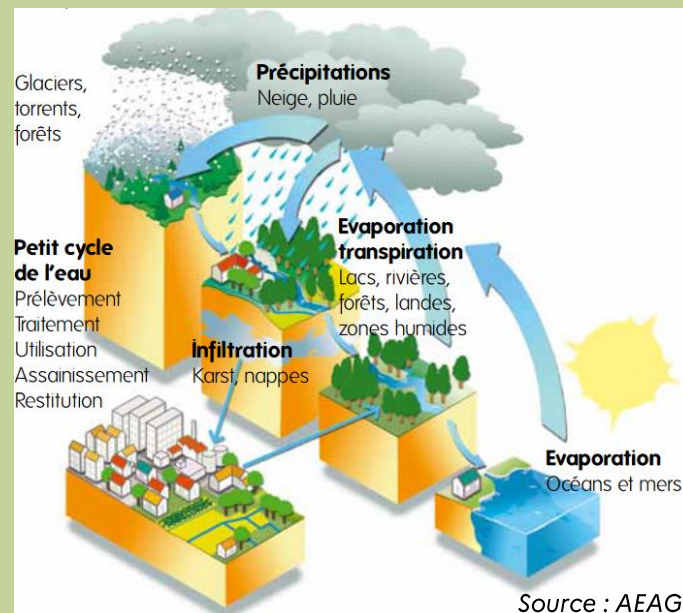 Glaciers,
torrents,
forêts
Précipitations
Neige, pluie
Evaporation
transpiration
Lacs, rivières,
forêts, landes,
zones humides
Petit cycle
de l'eau
Prélèvement
Traitement
Utilisation
Assainissement
Restitution
Infiltration
Karst, nappes
Evaporation
Océans et mers
Source : AEAG